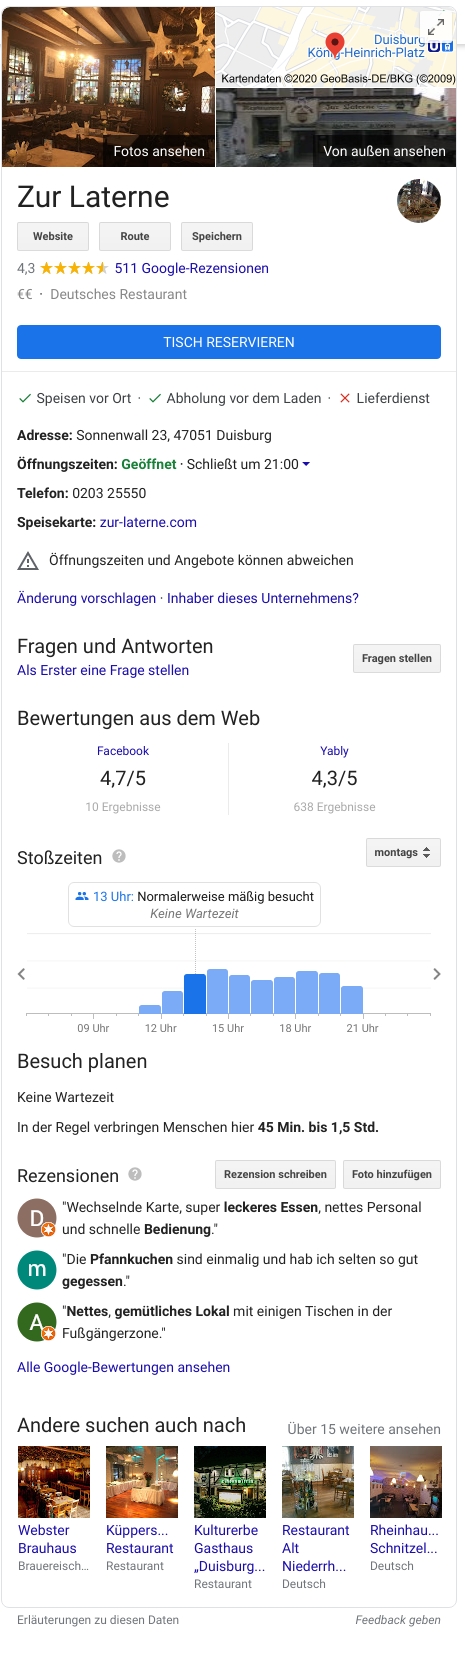 Duisburg
König-Heinrich-Platz
Kartendaten ©2020 GeoBasis-DE/BKG (©2009)
Fotos ansehen
Von außen ansehen
Zur Laterne
Website
Route
Speichern
4,3 511 Google-Rezensionen
€€ · Deutsches Restaurant
TISCH RESERVIEREN
Speisen vor Ort · Abholung vor dem Laden · Lieferdienst
Adresse: Sonnenwall 23, 47051 Duisburg
Öffnungszeiten: Geöffnet · Schließt um 21:00
Telefon: 0203 25550
Speisekarte: zur-laterne.com
Öffnungszeiten und Angebote können abweichen
Änderung vorschlagen · Inhaber dieses Unternehmens?
Fragen und Antworten
Als Erster eine Frage stellen
Fragen stellen
Bewertungen aus dem Web
Facebook
4,7/5
10 Ergebnisse
Yably
4,3/5
638 Ergebnisse
Stoßzeiten ?
montags
13 Uhr: Normalerweise mäßig besucht
Keine Wartezeit
09 Uhr 12 Uhr 15 Uhr 18 Uhr 21 Uhr
Besuch planen
Keine Wartezeit
In der Regel verbringen Menschen hier 45 Min. bis 1,5 Std.
Rezensionen ?
Rezension schreiben
Foto hinzufügen
D
"Wechselnde Karte, super leckeres Essen, nettes Personal
und schnelle Bedienung."
m
"Die Pfannkuchen sind einmalig und hab ich selten so gut
gegessen."
A
"Nettes, gemütliches Lokal mit einigen Tischen in der
Fußgängerzone."
Alle Google-Bewertungen ansehen
Andere suchen auch nach
Über 15 weitere ansehen
Webster
Brauhaus
Brauereisch...
Küppers...
Restaurant
Restaurant
Kulturerbe
Gasthaus
„Duisburg...
Restaurant
Restaurant
Alt
Niederrh...
Deutsch
Rheinhau...
Schnitzel...
Deutsch
Erläuterungen zu diesen Daten
Feedback geben